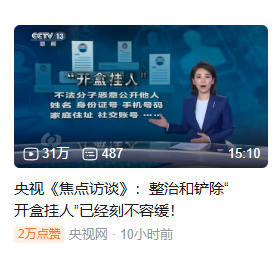 CCTV 13
新闻
“开盒挂人”
不法分子恶意公开他人
姓名 身份证号 手机号码
家庭住址 社交账号 ……
31万 487 15:10
央视《焦点访谈》：整治和铲除“
开盒挂人”已经刻不容缓！
2万点赞 央视网 · 10小时前